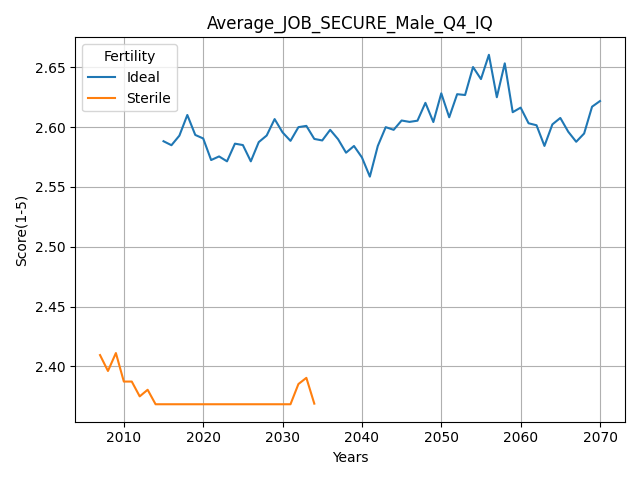 Average_JOB_SECURE_Male_Q4_IQ
Fertility
Ideal
Sterile
Score(1-5)
2.65
2.60
2.55
2.50
2.45
2.40
2010 2020 2030 2040 2050 2060 2070
Years